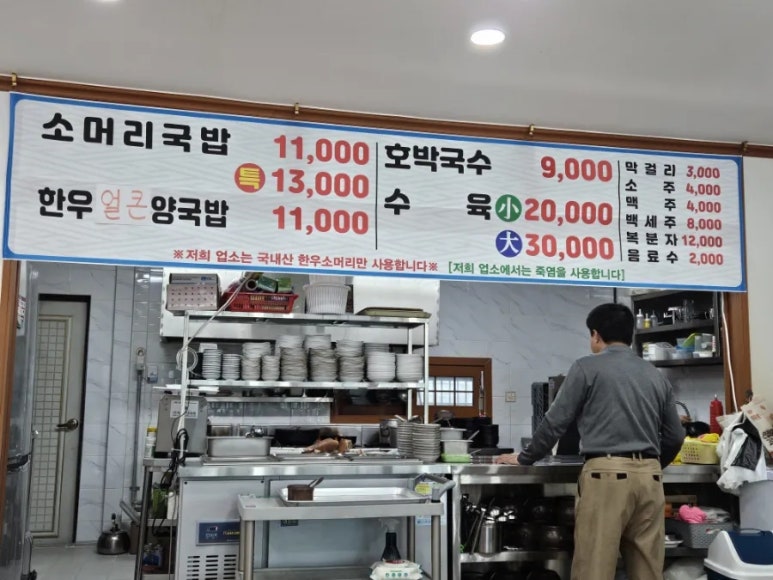 소머리국밥 11,000
특 13,000
한우 얼큰 양국밥 11,000
호박국수 9,000
수육 小 20,000
大 30,000
막걸리 3,000
소주 4,000
맥주 4,000
백세주 8,000
복분자 12,000
음료수 2,000
※저희 업소는 국내산 한우소머리만 사용합니다※ [저희 업소에서는 죽염을 사용합니다]